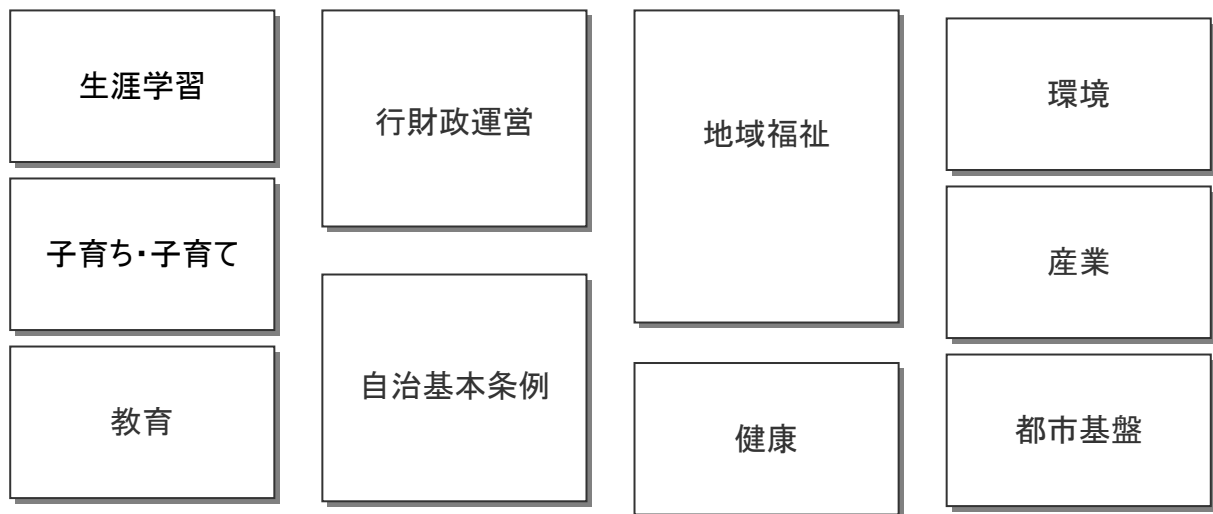 生涯学習
子育ち・子育て
教育
行財政運営
自治基本条例
地域福祉
健康
環境
産業
都市基盤